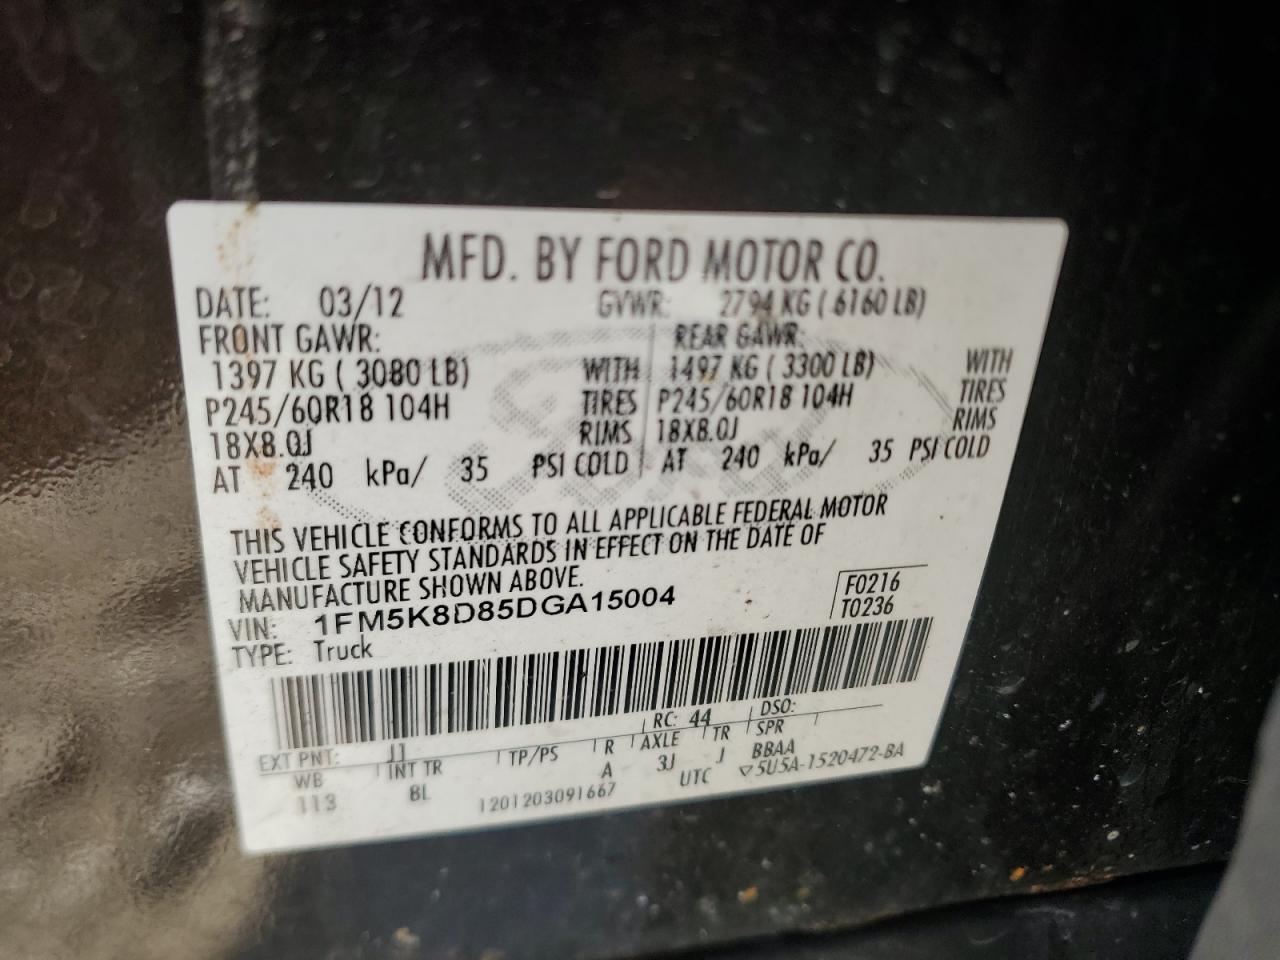 MFD. BY FORD MOTOR CO.
DATE: 03/12 GVWR: 2794 KG ( 6160 LB)
FRONT GAWR: REAR GAWR:
1397 KG ( 3080 LB) WITH 1497 KG ( 3300 LB) WITH
P245/60R18 104H TIRES P245/60R18 104H TIRES
18X8.0J RIMS 18X8.0J RIMS
AT 240 kPa/ 35 PSI COLD AT 240 kPa/ 35 PSI COLD
THIS VEHICLE CONFORMS TO ALL APPLICABLE FEDERAL MOTOR
VEHICLE SAFETY STANDARDS IN EFFECT ON THE DATE OF
MANUFACTURE SHOWN ABOVE.
VIN: 1FM5K8D85DGA15004
TYPE: Truck
F0216
T0236
EXT PNT: J1 RC: 44 DSO:
WB INT TR TP/PS R AXLE TR SPR
113 8L A 3J J BBAA
1201203091667 UTC ▽5U5A-1520472-BA